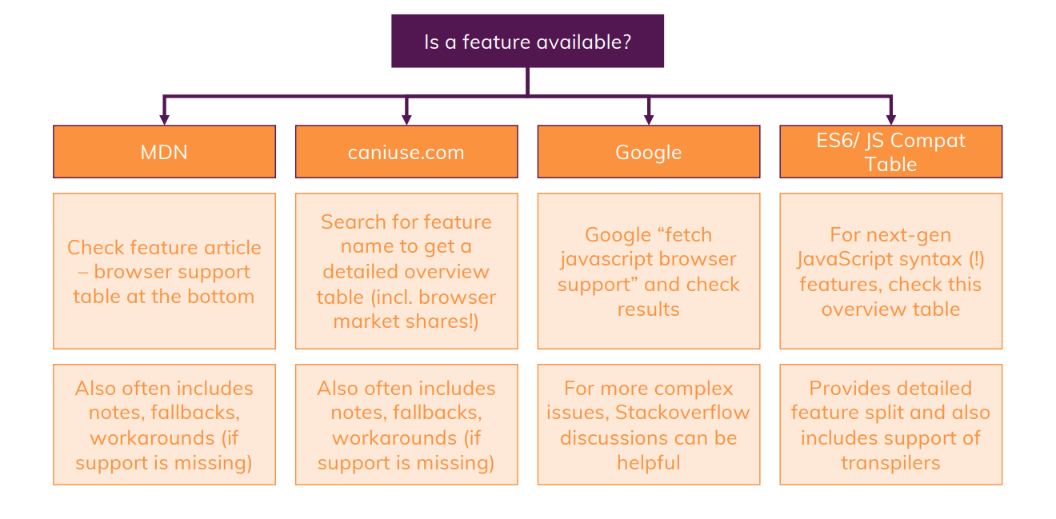 Is a feature available?
MDN
caniuse.com
Google
ES6/ JS Compat
Table
Check feature article
– browser support
table at the bottom
Search for feature
name to get a
detailed overview
table (incl. browser
market shares!)
Google “fetch
javascript browser
support” and check
results
For next-gen
JavaScript syntax (!)
features, check this
overview table
Also often includes
notes, fallbacks,
workarounds (if
support is missing)
Also often includes
notes, fallbacks,
workarounds (if
support is missing)
For more complex
issues, Stackoverflow
discussions can be
helpful
Provides detailed
feature split and also
includes support of
transpilers